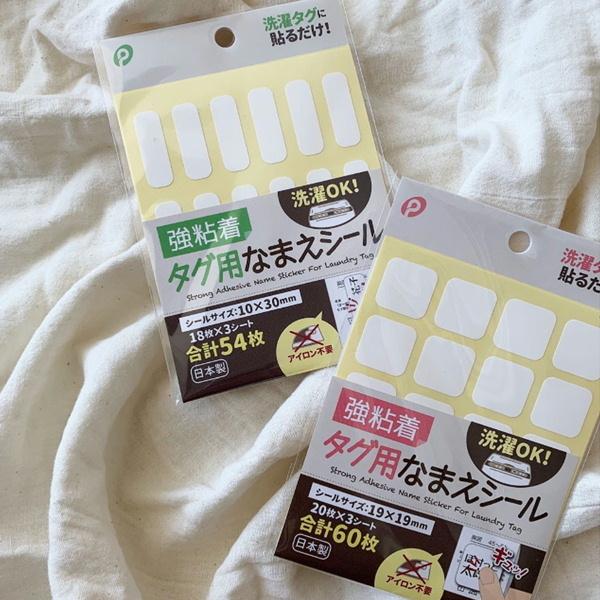 洗濯タグに
貼るだけ!
洗濯OK!
強粘着
タグ用なまえシール
Strong Adhesive Name Sticker For Laundry Tag
シールサイズ:10×30mm
18枚×3シート
合計54枚
日本製
アイロン不要
洗濯タ
貼るだ
洗濯OK!
強粘着
タグ用なまえシール
Strong Adhesive Name Sticker For Laundry Tag
シールサイズ:19×19mm
20枚×3シート
合計60枚
日本製
アイロン不要
ギュッ!